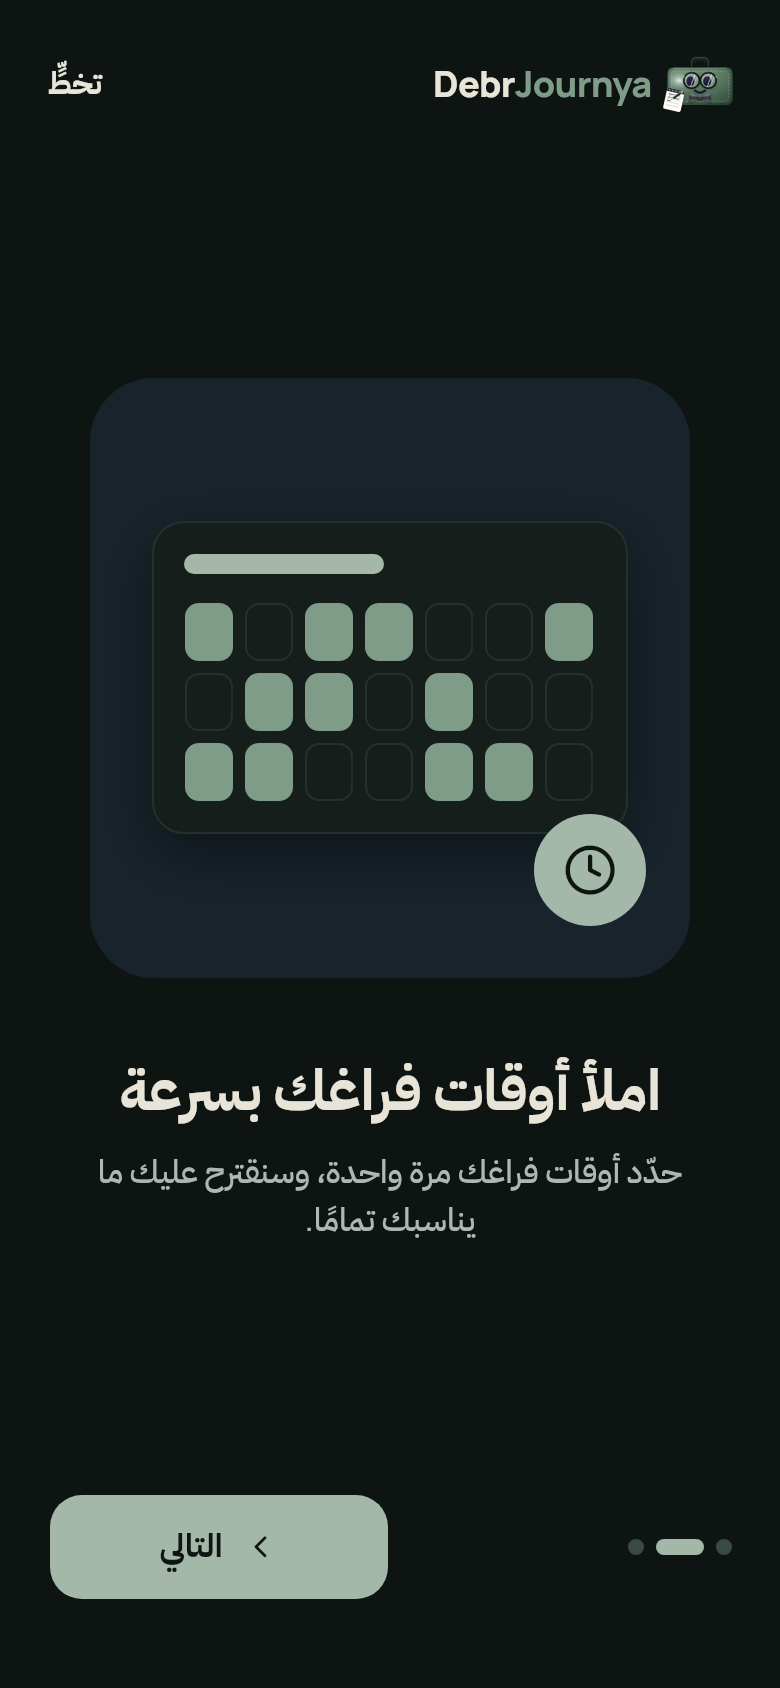 DebrJournya
تخطٍّ
املأ أوقات فراغك بسرعة
حدّد أوقات فراغك مرة واحدة، وسنقترح عليك ما
يناسبك تمامًا.
التالي